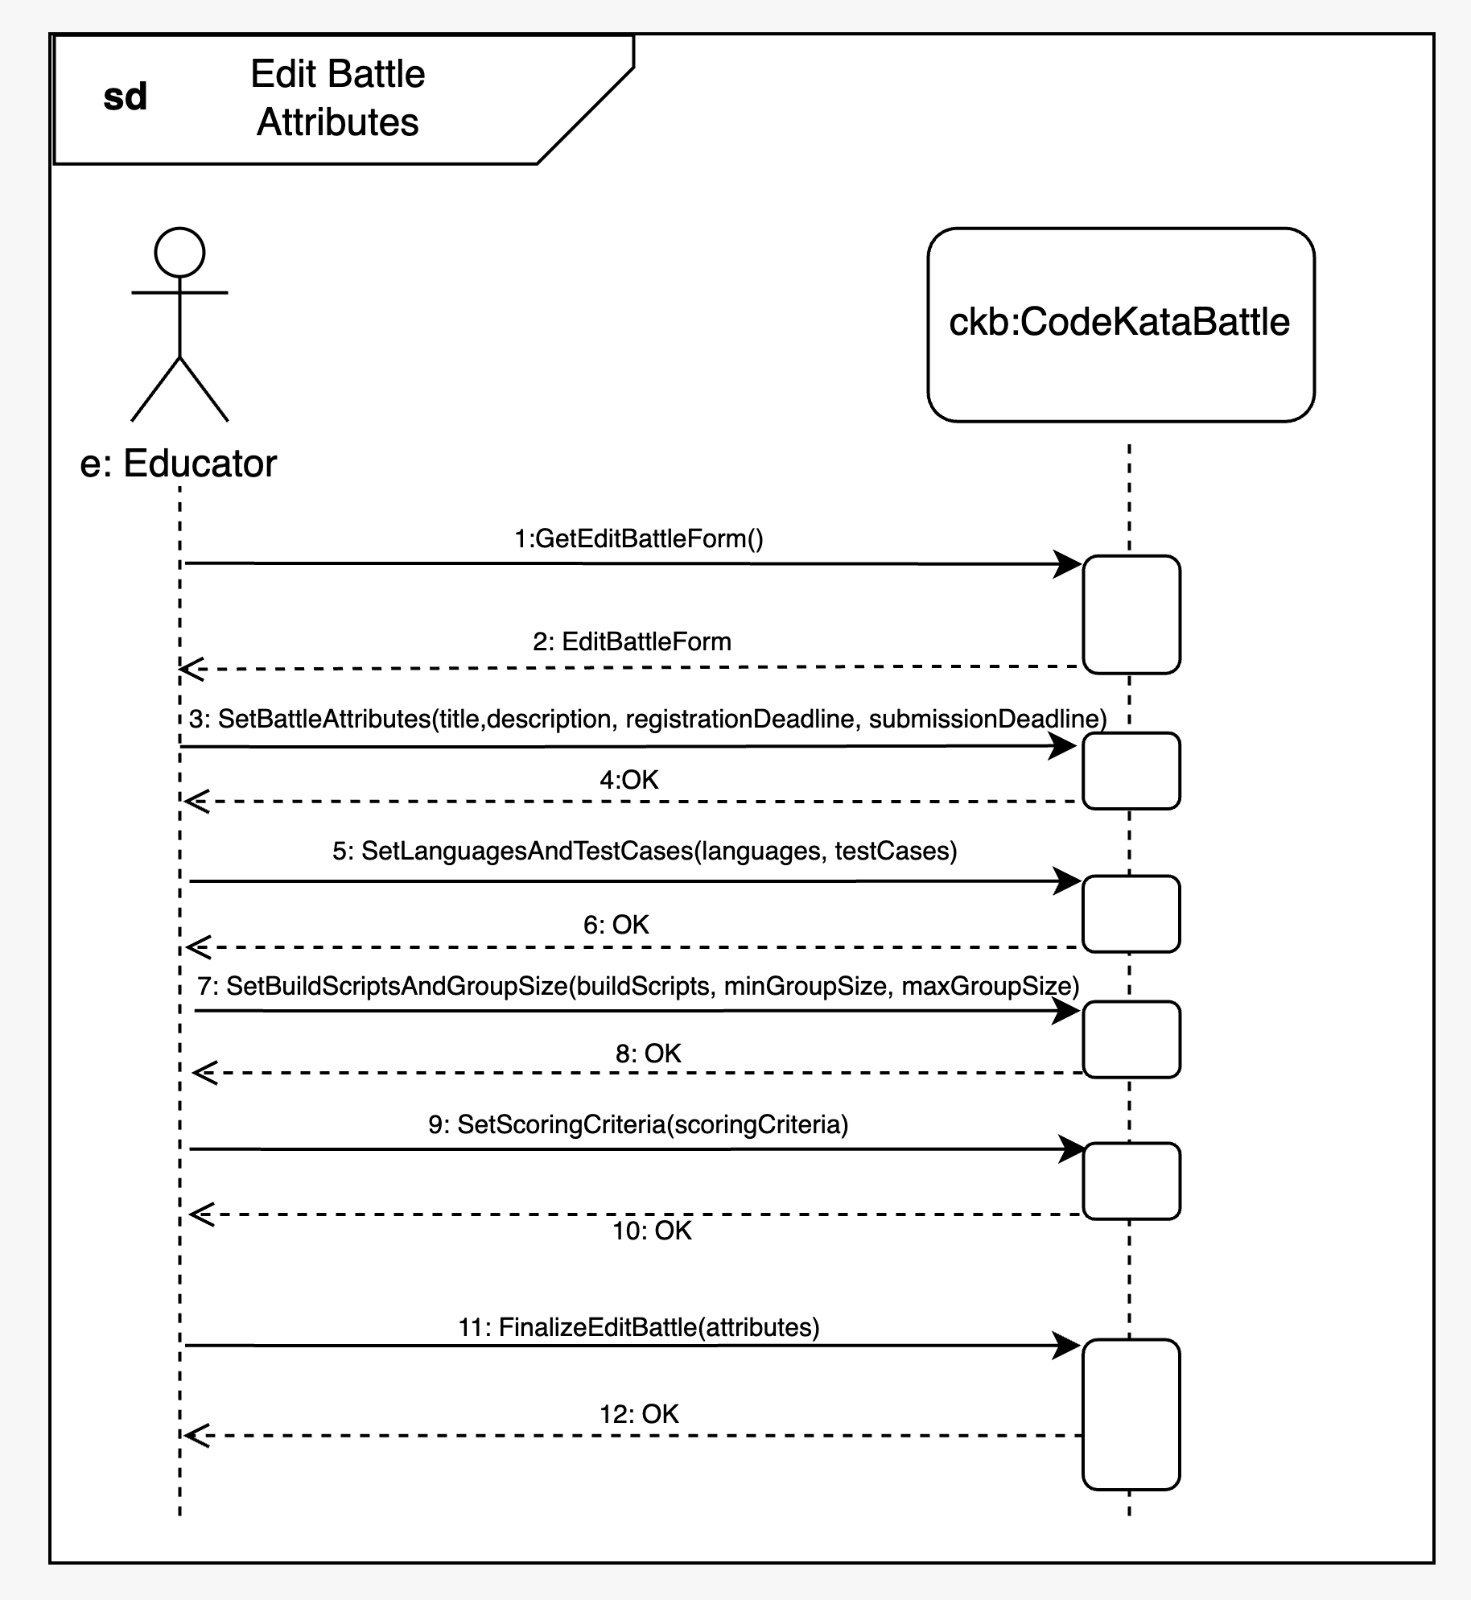 sd
Edit Battle
Attributes
ckb:CodeKataBattle
e: Educator
1:GetEditBattleForm()
2: EditBattleForm
3: SetBattleAttributes(title,description, registrationDeadline, submissionDeadline)
4:OK
5: SetLanguagesAndTestCases(languages, testCases)
6: OK
7: SetBuildScriptsAndGroupSize(buildScripts, minGroupSize, maxGroupSize)
8: OK
9: SetScoringCriteria(scoringCriteria)
10: OK
11: FinalizeEditBattle(attributes)
12: OK